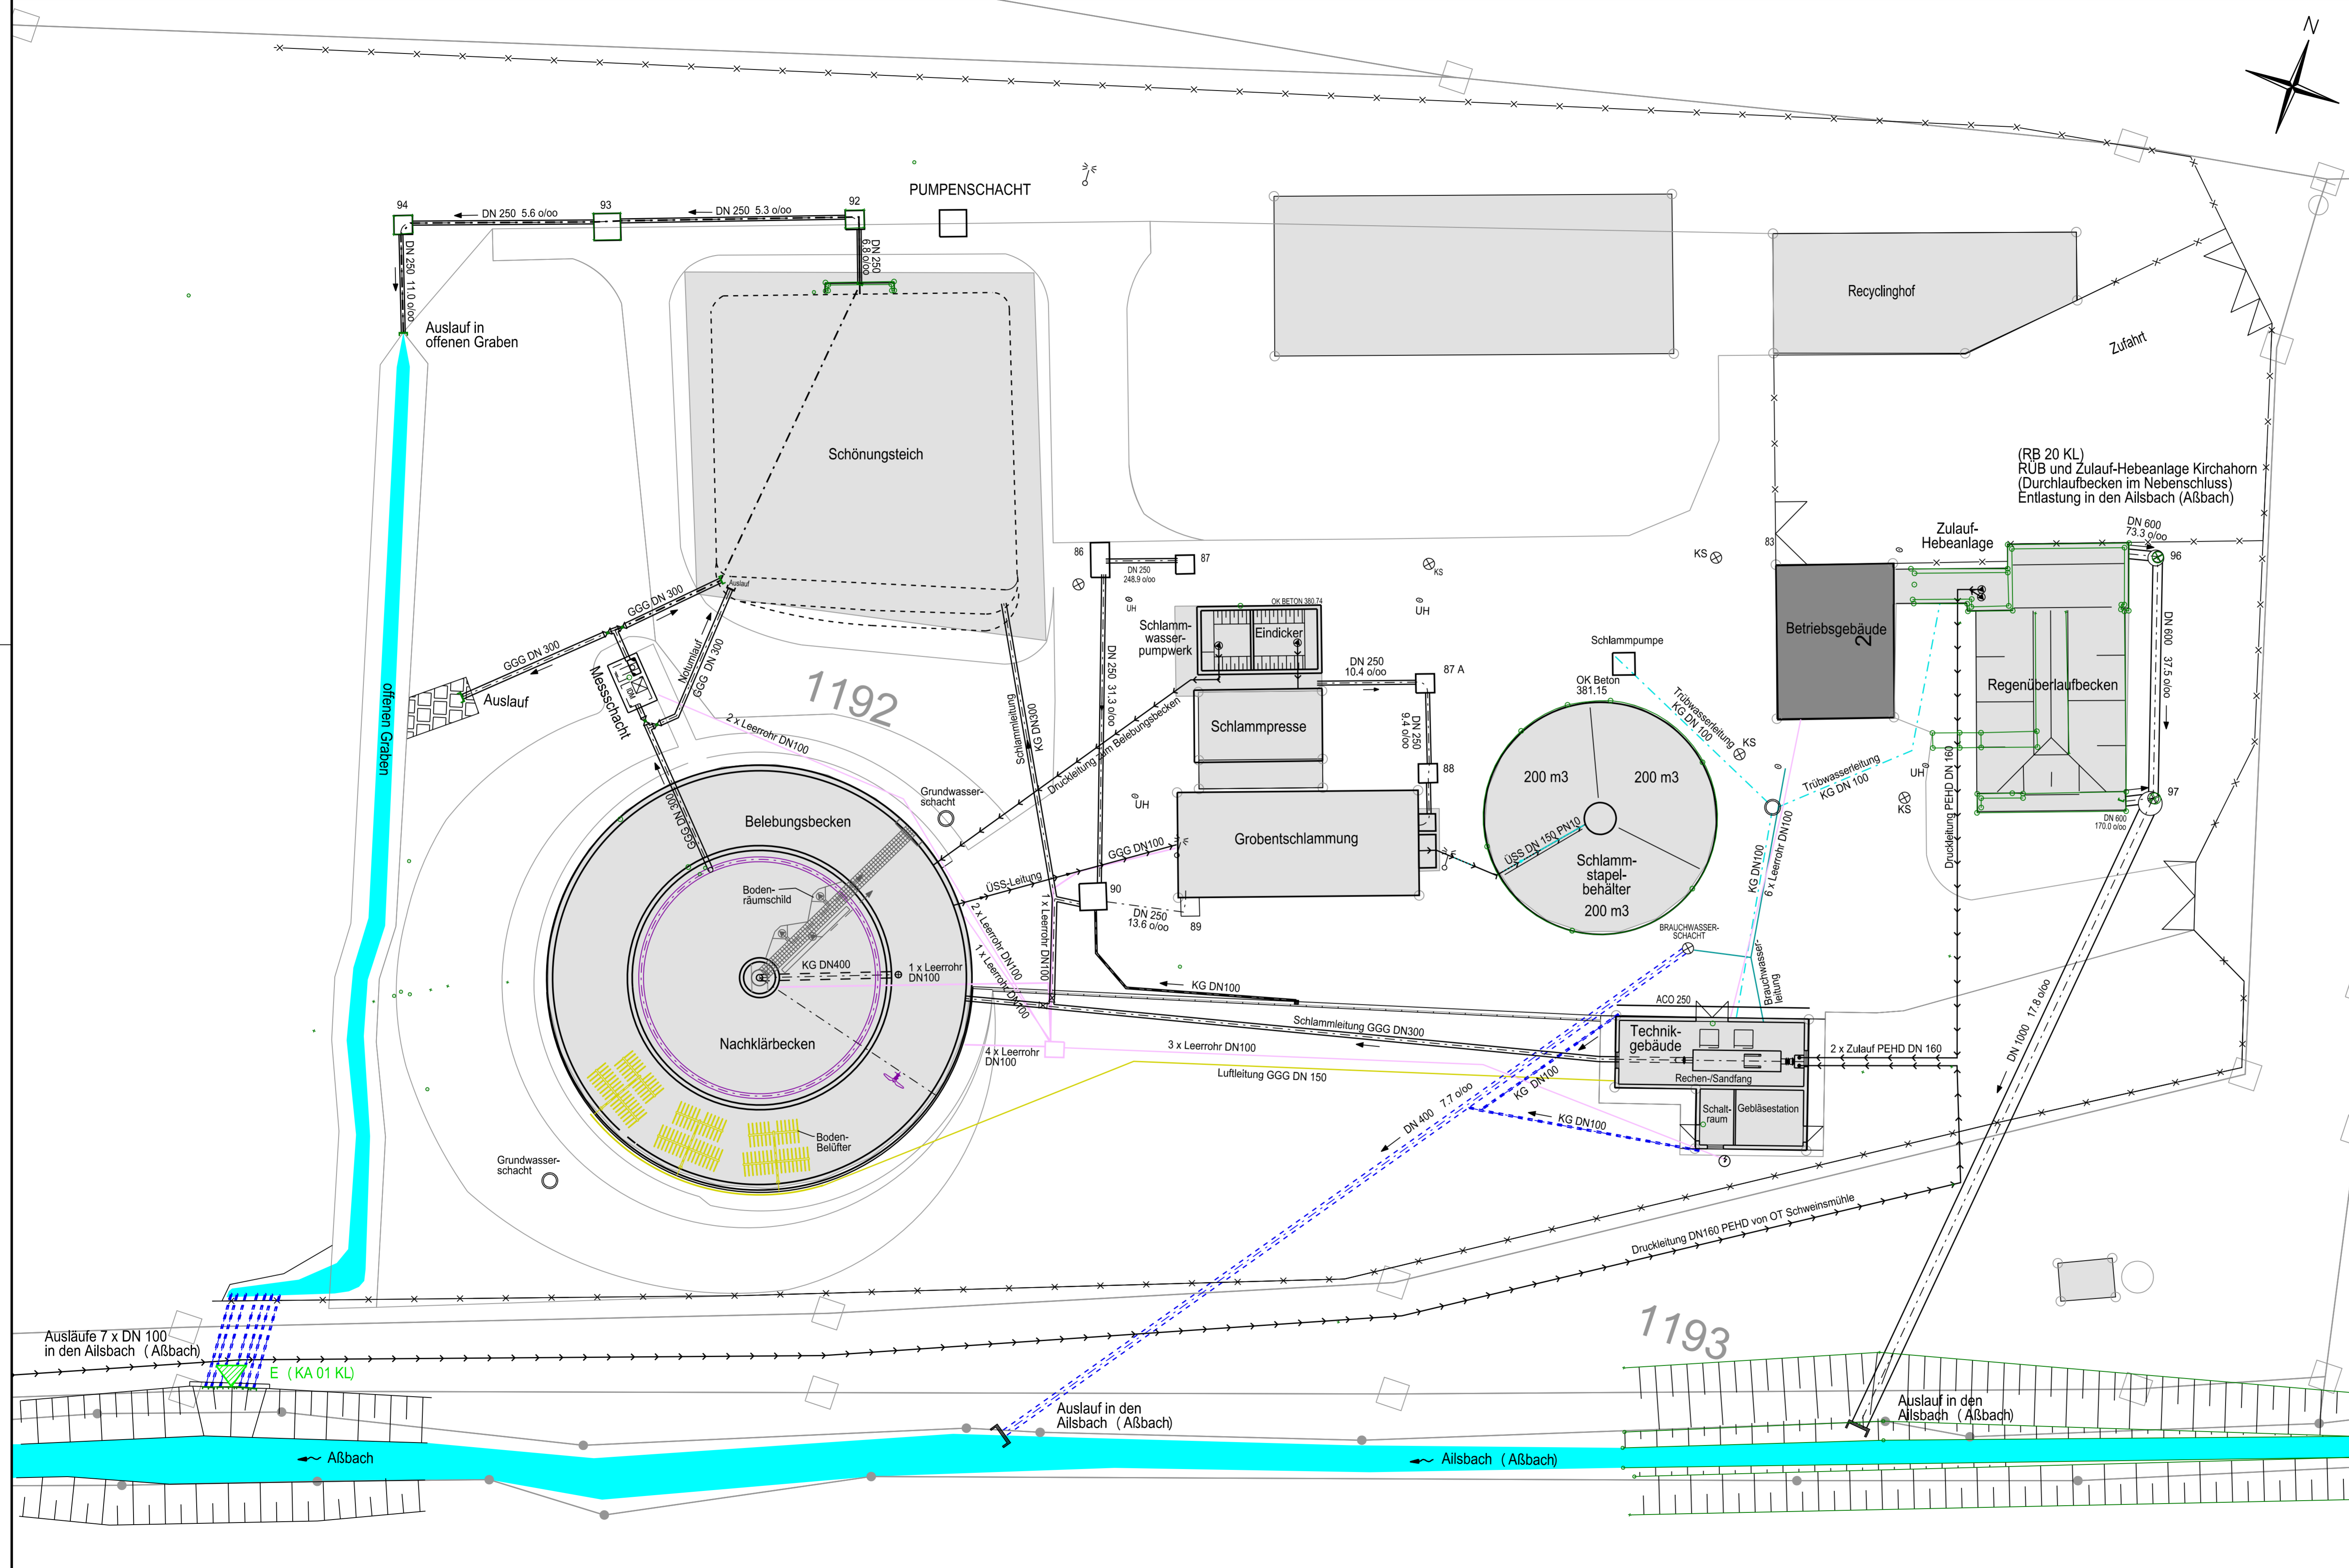 N
PUMPENSCHACHT
94
93
92
DN 250 5.6 o/oo
DN 250 5.3 o/oo
DN 250
6.8 o/oo
DN 250 11.0 o/oo
Auslauf in
offenen Graben
Schönungsteich
Recyclinghof
Zufahrt
(RB 20 KL)
RÜB und Zulauf-Hebeanlage Kirchahorn
(Durchlaufbecken im Nebenschluss)
Entlastung in den Ailsbach (Aßbach)
DN 600
73.3 o/oo
96
Zulauf-
Hebeanlage
83
KS
KS
86
87
DN 250
248.9 o/oo
UH
UH
OK BETON 380.74
Schlamm-
wasser-
pumpwerk
Eindicker
Auslauf
GGG DN 300
GGG DN 300
Notumlauf
GGG DN 300
Messschacht
IDM
Auslauf
offenen Graben
1192
2 x Leerrohr DN100
KG DN300
Schlammleitung
DN 250 31.3 o/oo
Druckleitung zum Belebungsbecken
DN 250
10.4 o/oo
87 A
DN 250
9.4 o/oo
88
Schlammpresse
Schlammpumpe
OK Beton
381.15
Trübwasserleitung
KG DN 100
KS
Betriebsgebäude
2
Regenüberlaufbecken
DN 600 37.5 o/oo
Trübwasserleitung
KG DN 100
UH
KS
Druckleitung PEHD DN 160
97
DN 600
170.0 o/oo
GGG DN 300
Belebungsbecken
Grundwasser-
schacht
UH
Grobentschlammung
200 m3
200 m3
ÜSS DN 150 PN10
Schlamm-
stapel-
behälter
200 m3
GGG DN100
ÜSS-Leitung
90
DN 250
13.6 o/oo
89
KG DN100
6 x Leerrohr DN100
BRAUCHWASSER-
SCHACHT
Brauchwasser-
leitung
Boden-
räumschild
KG DN400
1 x Leerrohr
DN100
2 x Leerrohr DN100
1 x Leerrohr DN100
1 x Leerrohr DN100
KG DN100
ACO 250
Nachklärbecken
Schlammleitung GGG DN300
Technik-
gebäude
4 x Leerrohr
DN100
3 x Leerrohr DN100
2 x Zulauf PEHD DN 160
Rechen-/Sandfang
Luftleitung GGG DN 150
KG DN100
KG DN100
Schalt-
raum
Gebläsestation
DN 400 7.7 o/oo
DN 1000 17.8 o/oo
Boden-
Belüfter
Grundwasser-
schacht
Druckleitung DN160 PEHD von OT Schweinsmühle
1193
Ausläufe 7 x DN 100
in den Ailsbach (Aßbach)
E (KA 01 KL)
Auslauf in den
Ailsbach (Aßbach)
Auslauf in den
Ailsbach (Aßbach)
Aßbach
Ailsbach (Aßbach)